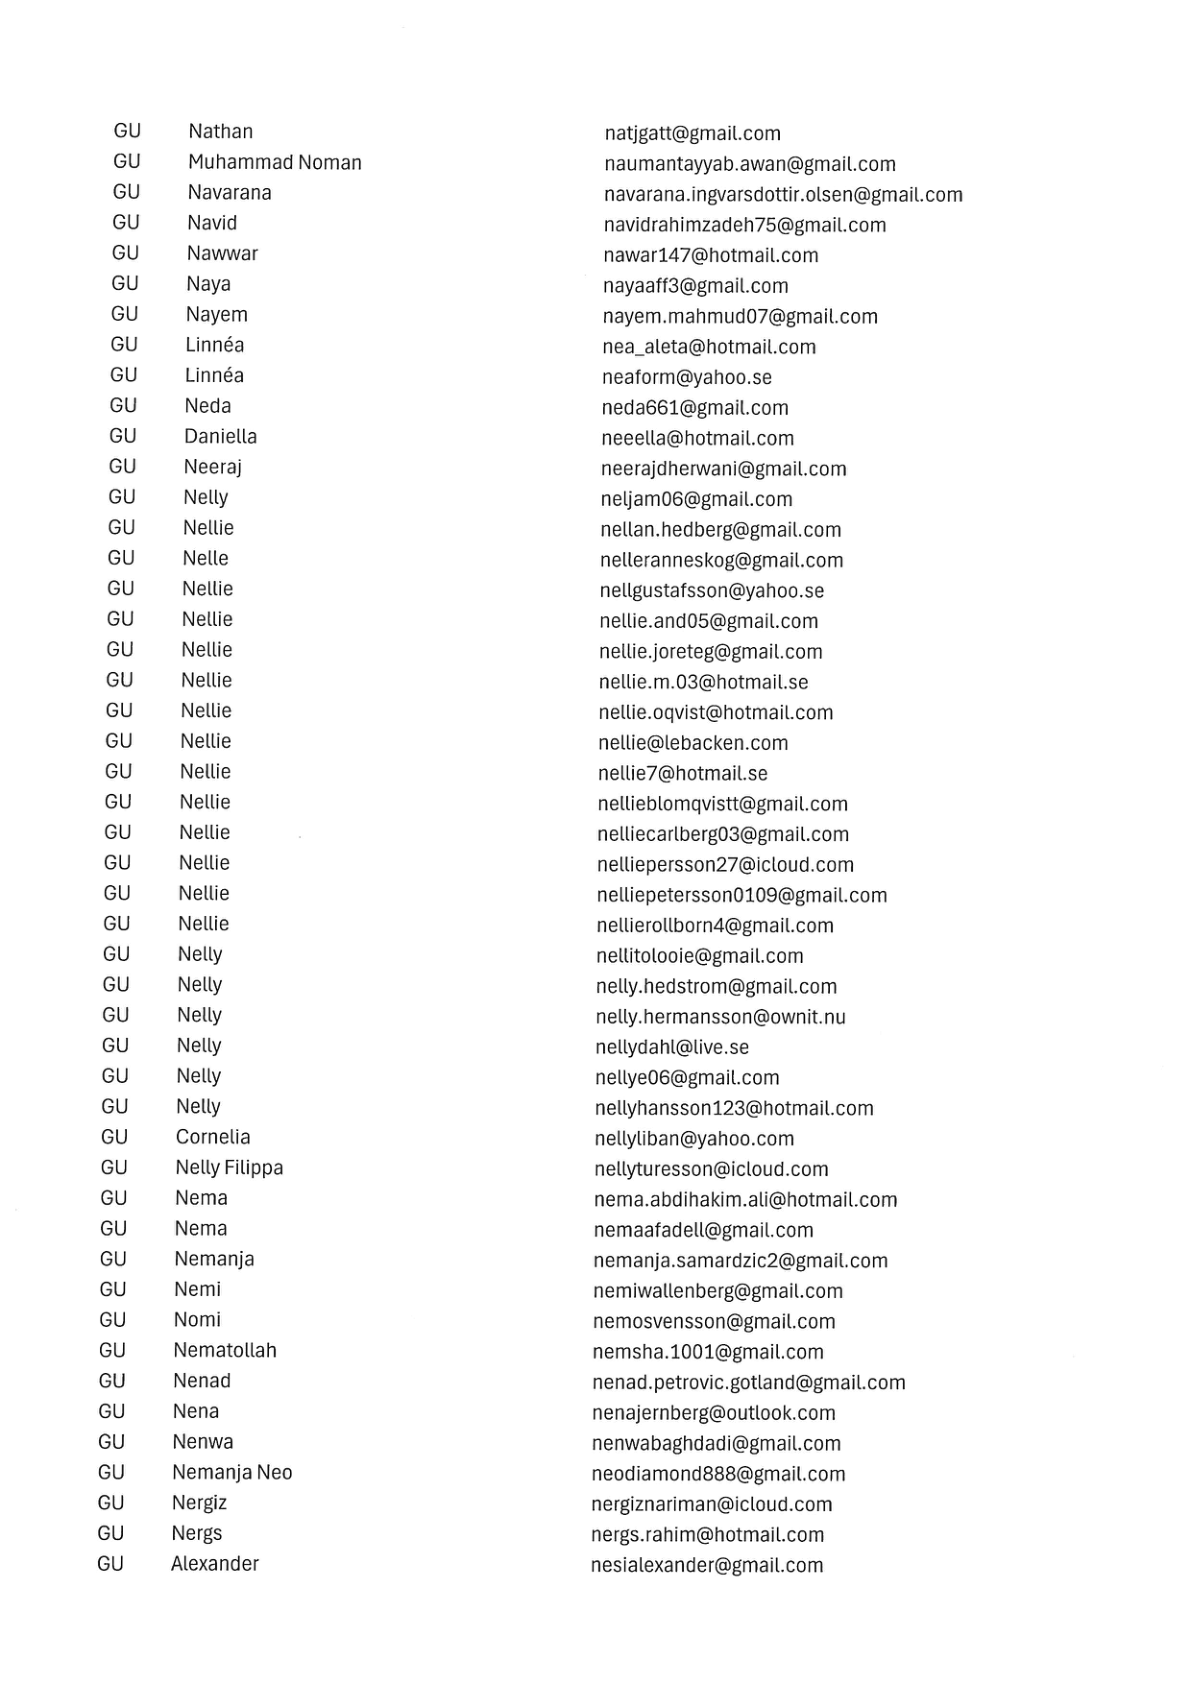 GU Nathan natjgatt@gmail.com
GU Muhammad Noman naumantayyab.awan@gmail.com
GU Navarana navarana.ingvarsdottir.olsen@gmail.com
GU Navid navidrahimzadeh75@gmail.com
GU Nawwar nawar147@hotmail.com
GU Naya nayaaff3@gmail.com
GU Nayem nayem.mahmud07@gmail.com
GU Linnéa nea_aleta@hotmail.com
GU Linnéa neaform@yahoo.se
GU Neda neda661@gmail.com
GU Daniella neeella@hotmail.com
GU Neeraj neerajdherwani@gmail.com
GU Nelly neljam06@gmail.com
GU Nellie nellan.hedberg@gmail.com
GU Nelle nelleranneskog@gmail.com
GU Nellie nellgustafsson@yahoo.se
GU Nellie nellie.and05@gmail.com
GU Nellie nellie.joreteg@gmail.com
GU Nellie nellie.m.03@hotmail.se
GU Nellie nellie.oqvist@hotmail.com
GU Nellie nellie@lebacken.com
GU Nellie nellie7@hotmail.se
GU Nellie nellieblomqvistt@gmail.com
GU Nellie nelliecarlberg03@gmail.com
GU Nellie nelliepersson27@icloud.com
GU Nellie nelliepetersson0109@gmail.com
GU Nellie nellierollborn4@gmail.com
GU Nelly nellitolooie@gmail.com
GU Nelly nelly.hedstrom@gmail.com
GU Nelly nelly.hermansson@ownit.nu
GU Nelly nellydahl@live.se
GU Nelly nellye06@gmail.com
GU Nelly nellyhansson123@hotmail.com
GU Cornelia nellyliban@yahoo.com
GU Nelly Filippa nellyturesson@icloud.com
GU Nema nema.abdihakim.ali@hotmail.com
GU Nema nemaafadell@gmail.com
GU Nemanja nemanja.samardzic2@gmail.com
GU Nemi nemiwallenberg@gmail.com
GU Nomi nemosvensson@gmail.com
GU Nematollah nemsha.1001@gmail.com
GU Nenad nenad.petrovic.gotland@gmail.com
GU Nena nenajernberg@outlook.com
GU Nenwa nenwabaghdadi@gmail.com
GU Nemanja Neo neodiamond888@gmail.com
GU Nergiz nergiznariman@icloud.com
GU Nergs nergs.rahim@hotmail.com
GU Alexander nesialexander@gmail.com